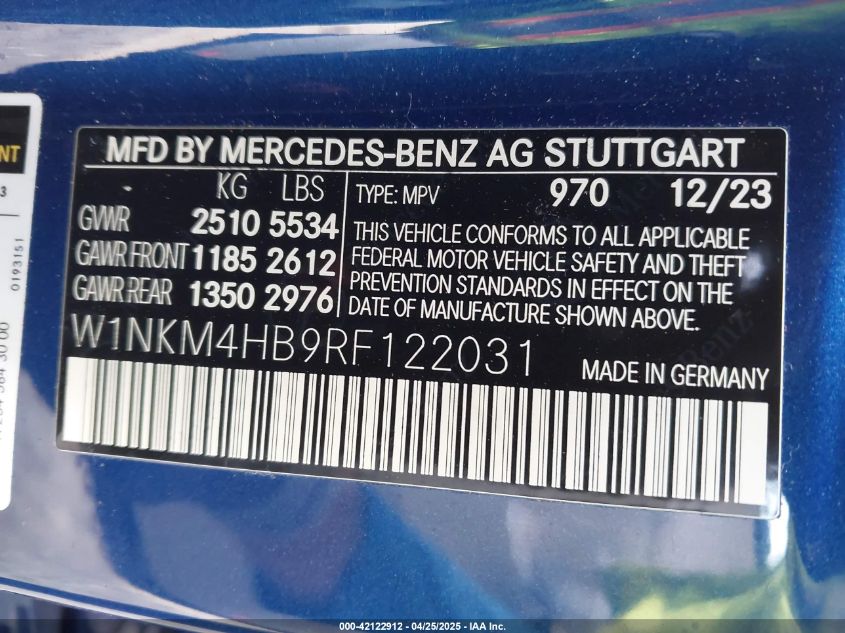 MFD BY MERCEDES-BENZ AG STUTTGART
KG LBS
GVWR 2510 5534
GAWR FRONT 1185 2612
GAWR REAR 1350 2976
TYPE: MPV 970 12/23
THIS VEHICLE CONFORMS TO ALL APPLICABLE
FEDERAL MOTOR VEHICLE SAFETY AND THEFT
PREVENTION STANDARDS IN EFFECT ON THE
DATE OF MANUFACTURE SHOWN ABOVE.
W1NKM4HB9RF122031
MADE IN GERMANY
0193151
000-42122912 - 04/25/2025 - IAA Inc.